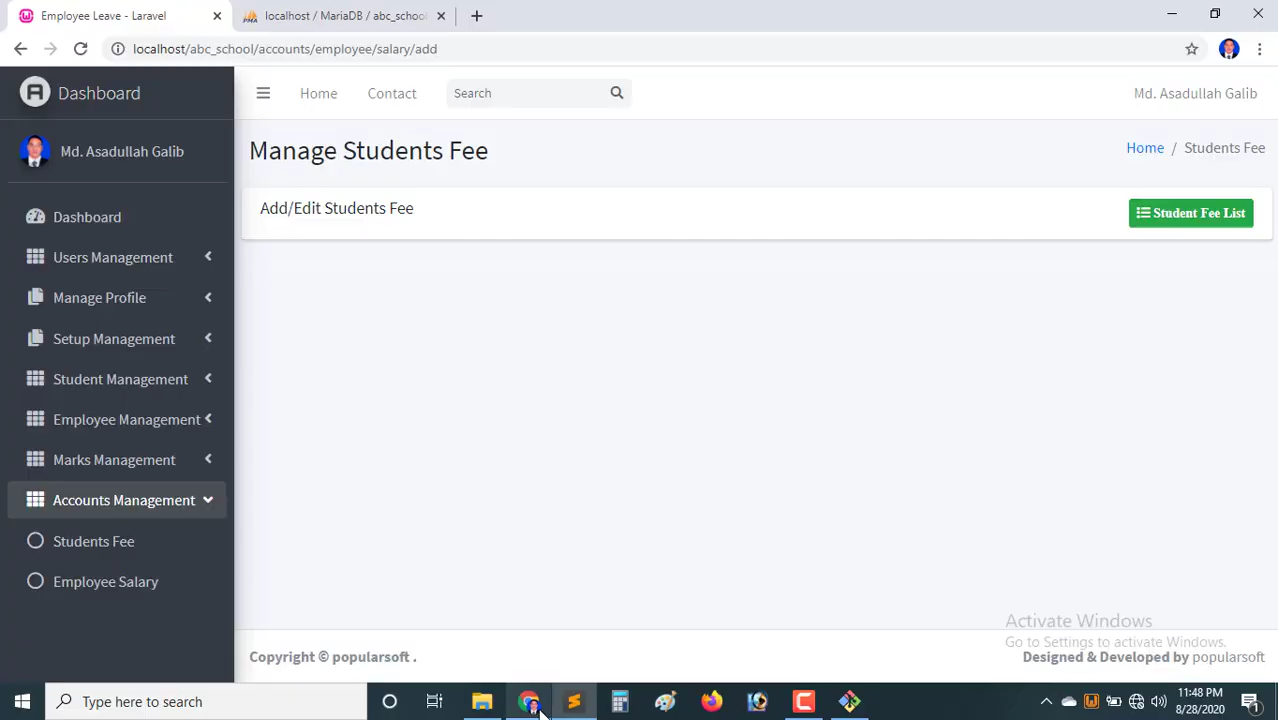 Employee Leave - Laravel
localhost / MariaDB / abc_school
localhost/abc_school/accounts/employee/salary/add
Dashboard
Home
Contact
Search
Md. Asadullah Galib
Md. Asadullah Galib
Manage Students Fee
Home / Students Fee
Add/Edit Students Fee
Student Fee List
Dashboard
Users Management
Manage Profile
Setup Management
Student Management
Employee Management
Marks Management
Accounts Management
Students Fee
Employee Salary
Activate Windows
Go to Settings to activate Windows.
Copyright © popularsoft .
Designed & Developed by popularsoft
Type here to search
11:48 PM
8/28/2020
1